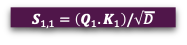 S₁,₁ = (Q₁.K₁)/√D